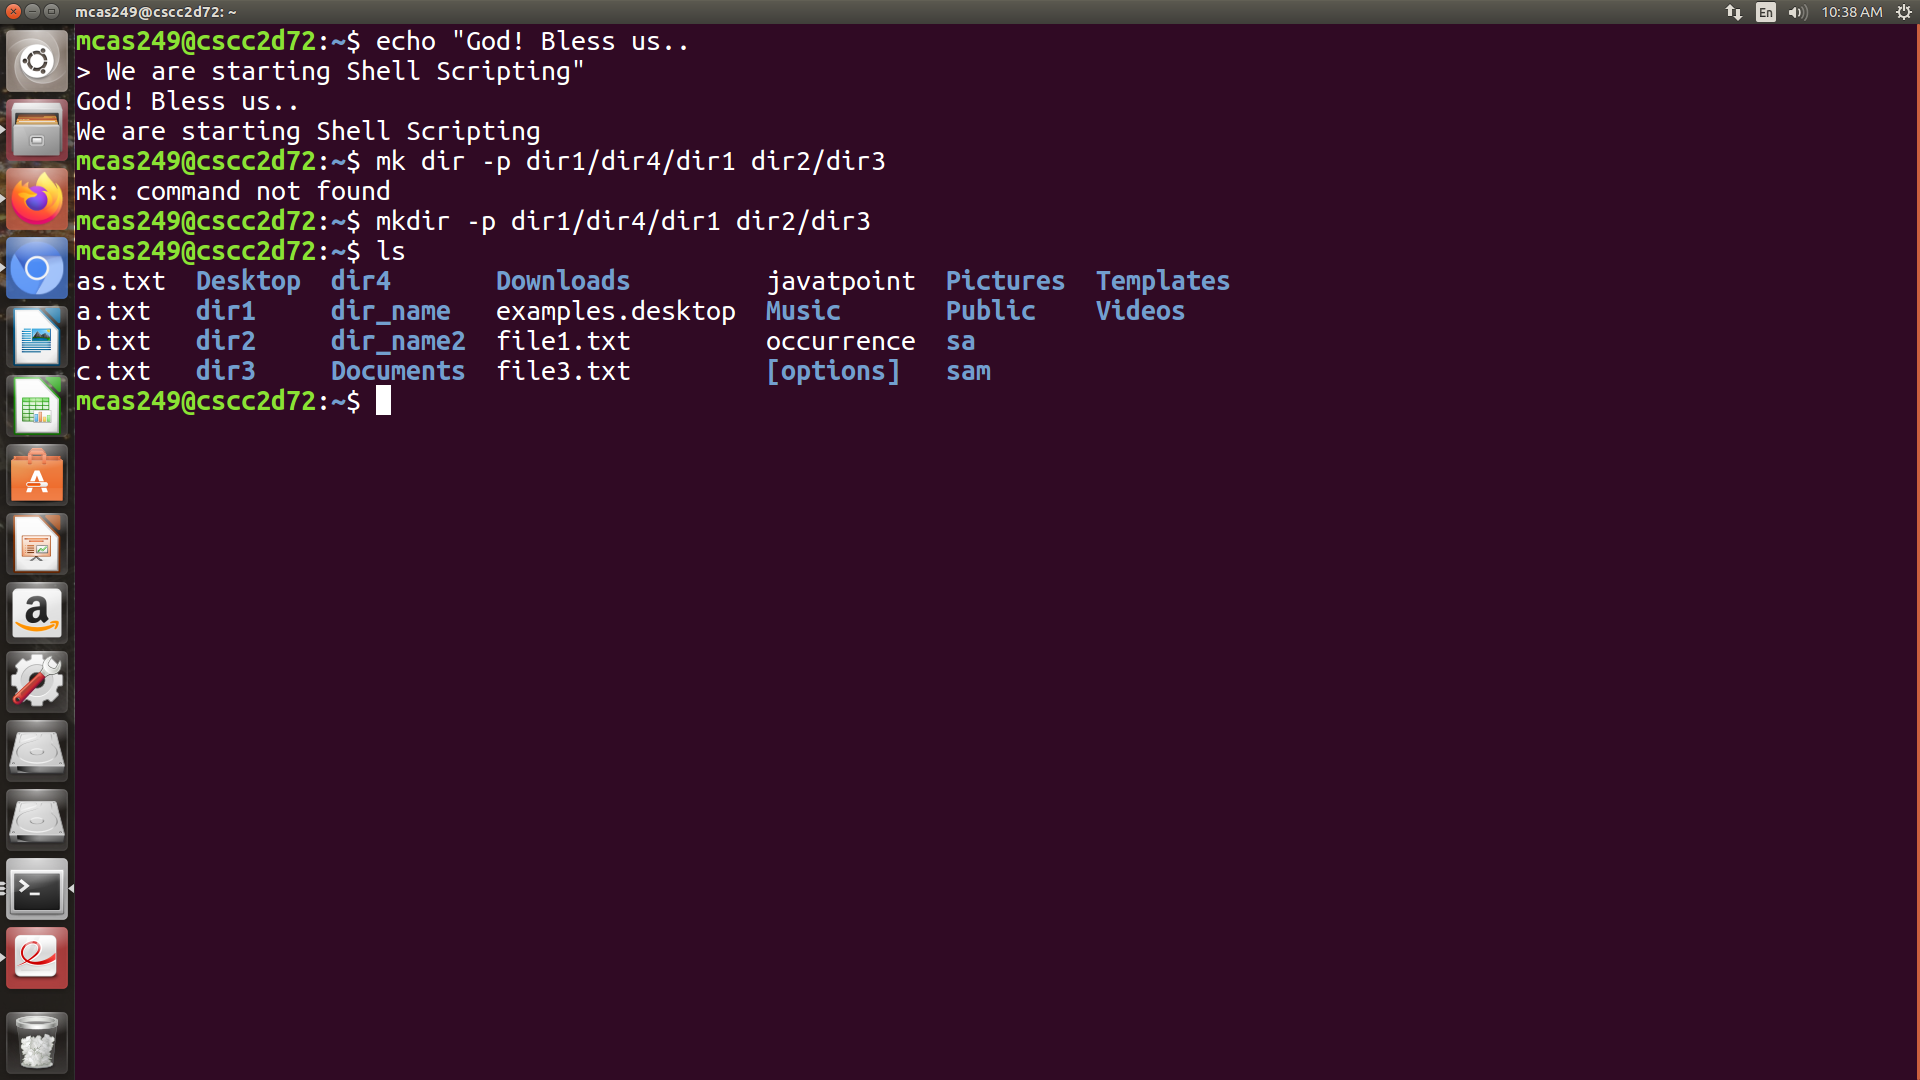 mcas249@cscc2d72: ~
En
10:38 AM
mcas249@cscc2d72:~$ echo "God! Bless us..
> We are starting Shell Scripting"
God! Bless us..
We are starting Shell Scripting
mcas249@cscc2d72:~$ mk dir -p dir1/dir4/dir1 dir2/dir3
mk: command not found
mcas249@cscc2d72:~$ mkdir -p dir1/dir4/dir1 dir2/dir3
mcas249@cscc2d72:~$ ls
as.txt  Desktop  dir4       Downloads        javatpoint  Pictures  Templates
a.txt   dir1     dir_name   examples.desktop  Music       Public    Videos
b.txt   dir2     dir_name2  file1.txt        occurrence  sa
c.txt   dir3     Documents  file3.txt        [options]   sam
mcas249@cscc2d72:~$